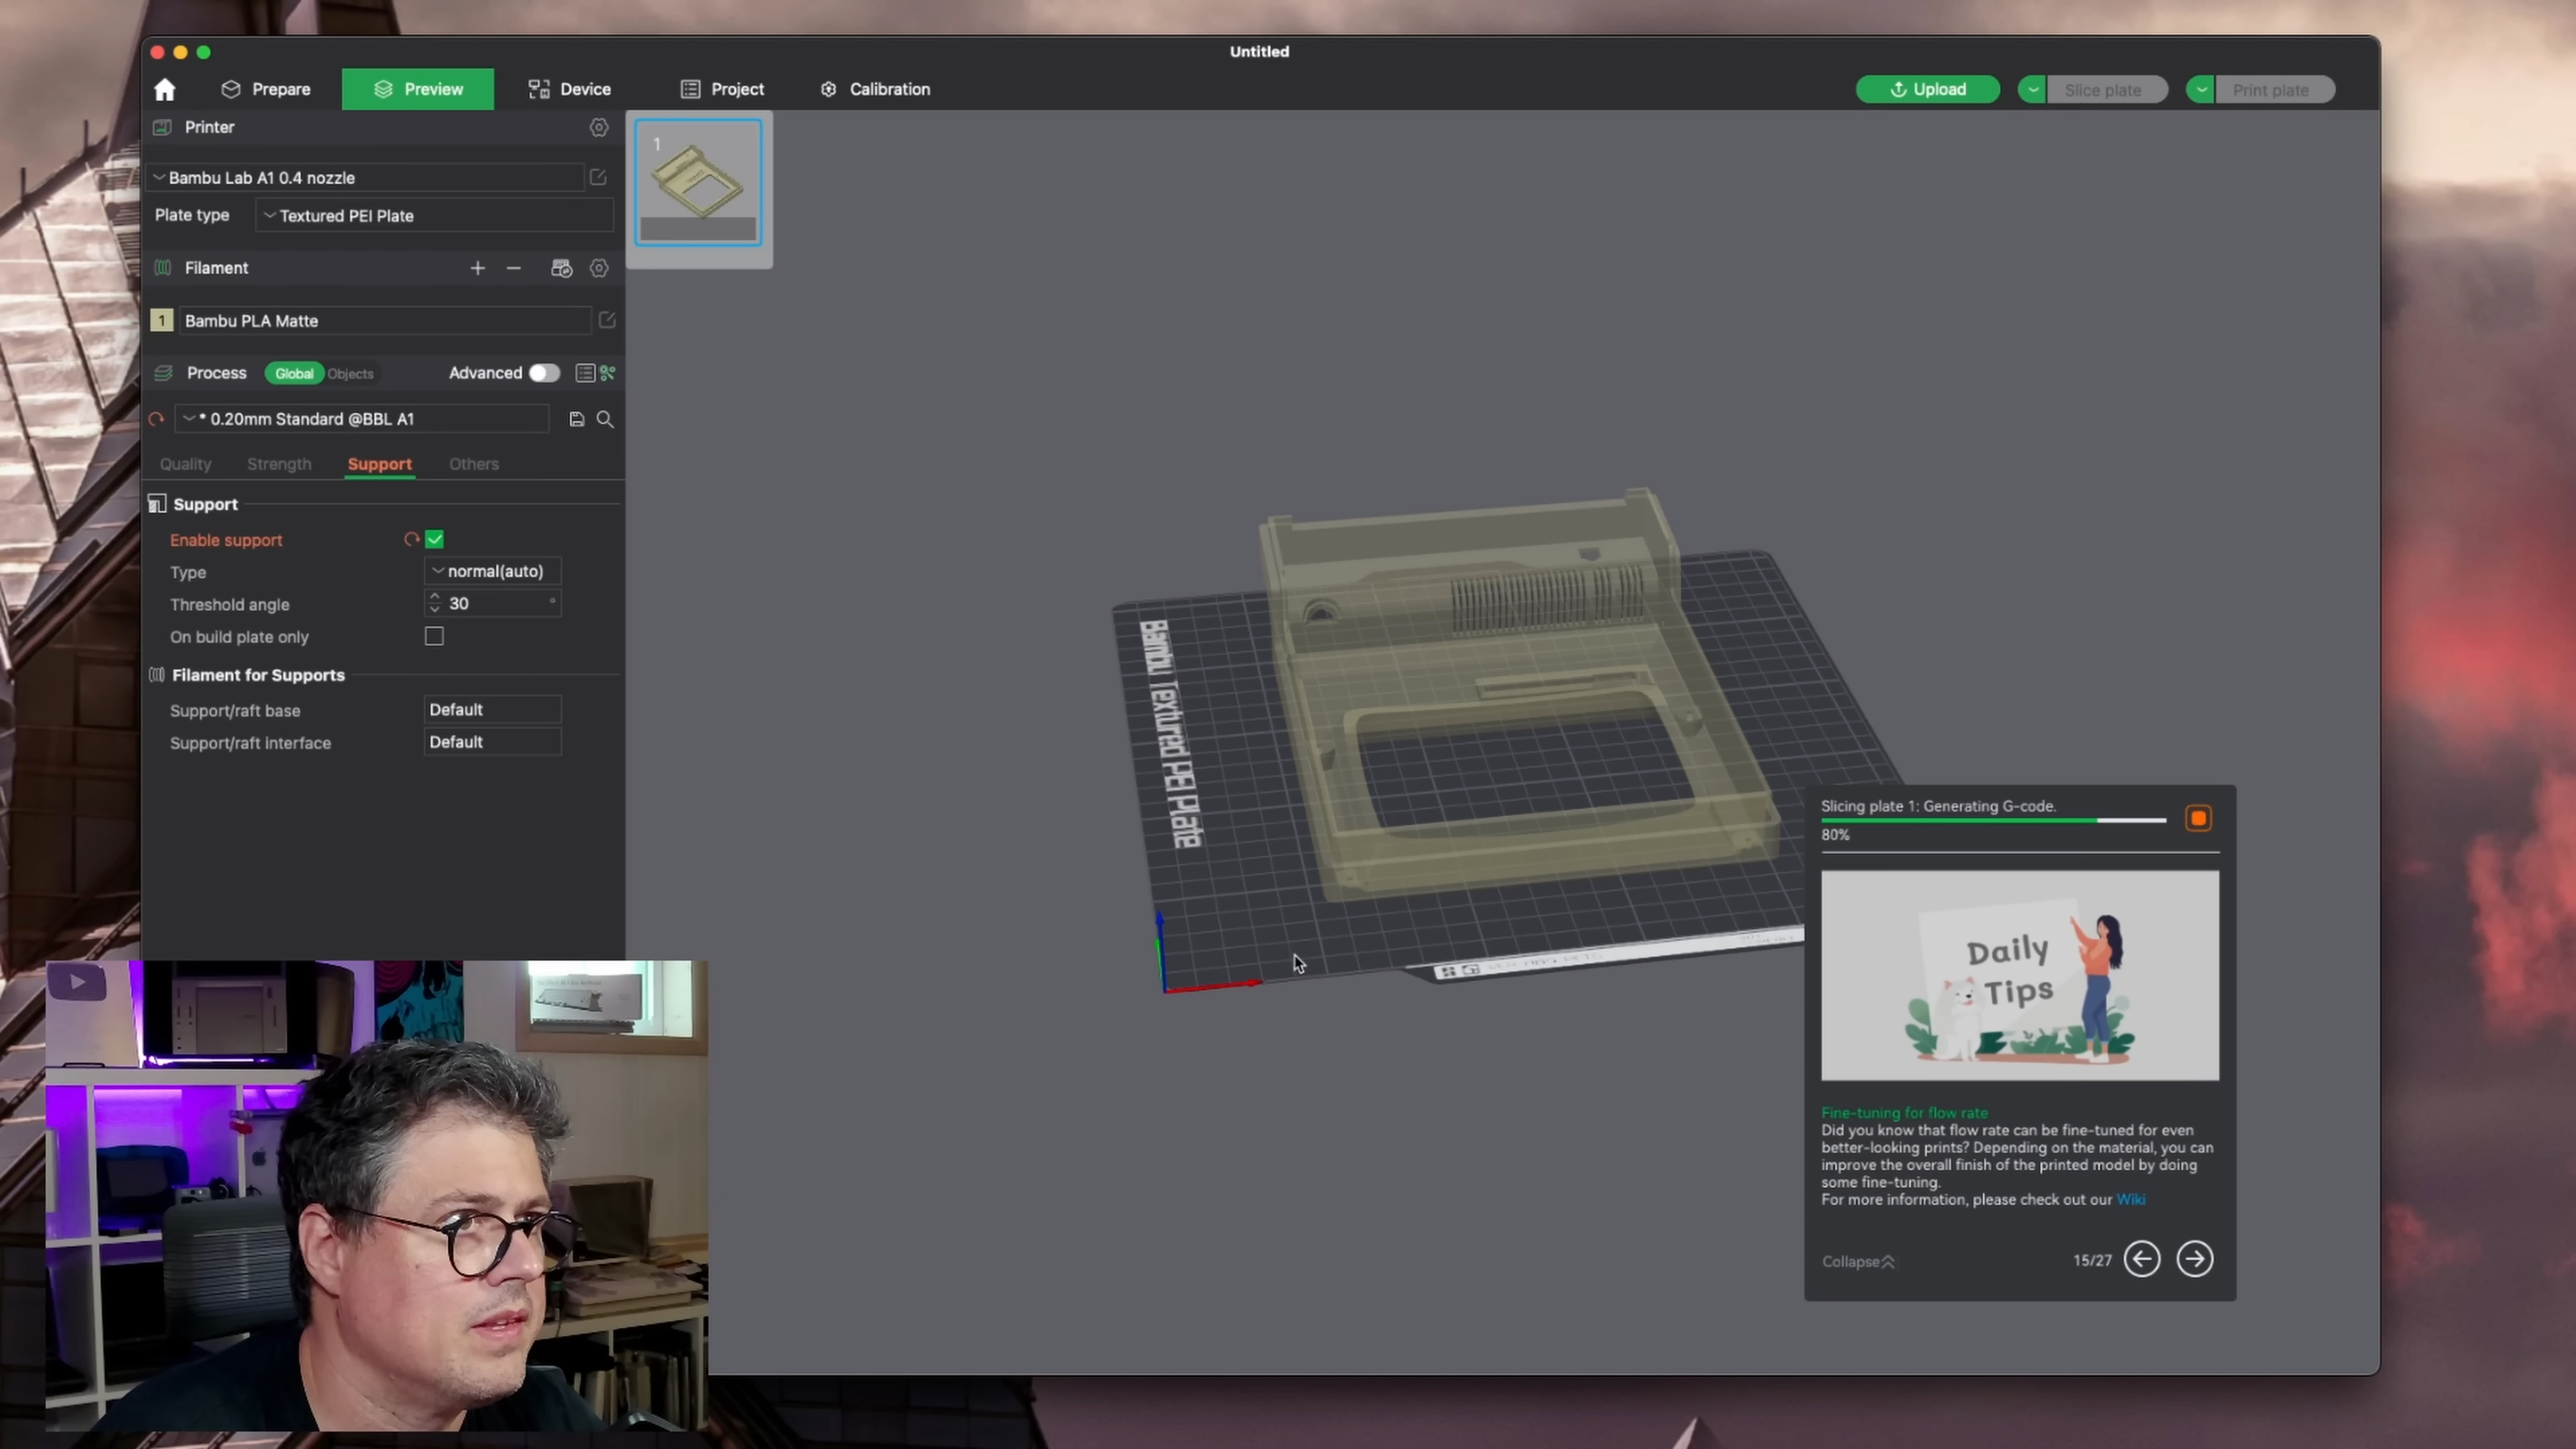 Untitled
Prepare
Preview
Device
Project
Calibration
Upload
Slice plate
Print plate
Printer
Bambu Lab A1 0.4 nozzle
Plate type
Textured PEI Plate
Filament
1
Bambu PLA Matte
Process
Global
Objects
Advanced
* 0.20mm Standard @BBL A1
Quality
Strength
Support
Others
Support
Enable support
Type
normal(auto)
Threshold angle
30
°
On build plate only
Filament for Supports
Support/raft base
Default
Support/raft interface
Default
1
Bambu Textured PEI Plate
Slicing plate 1: Generating G-code.
80%
Daily
Tips
Fine-tuning for flow rate
Did you know that flow rate can be fine-tuned for even
better-looking prints? Depending on the material, you can
improve the overall finish of the printed model by doing
some fine-tuning.
For more information, please check out our Wiki
Collapse
15/27